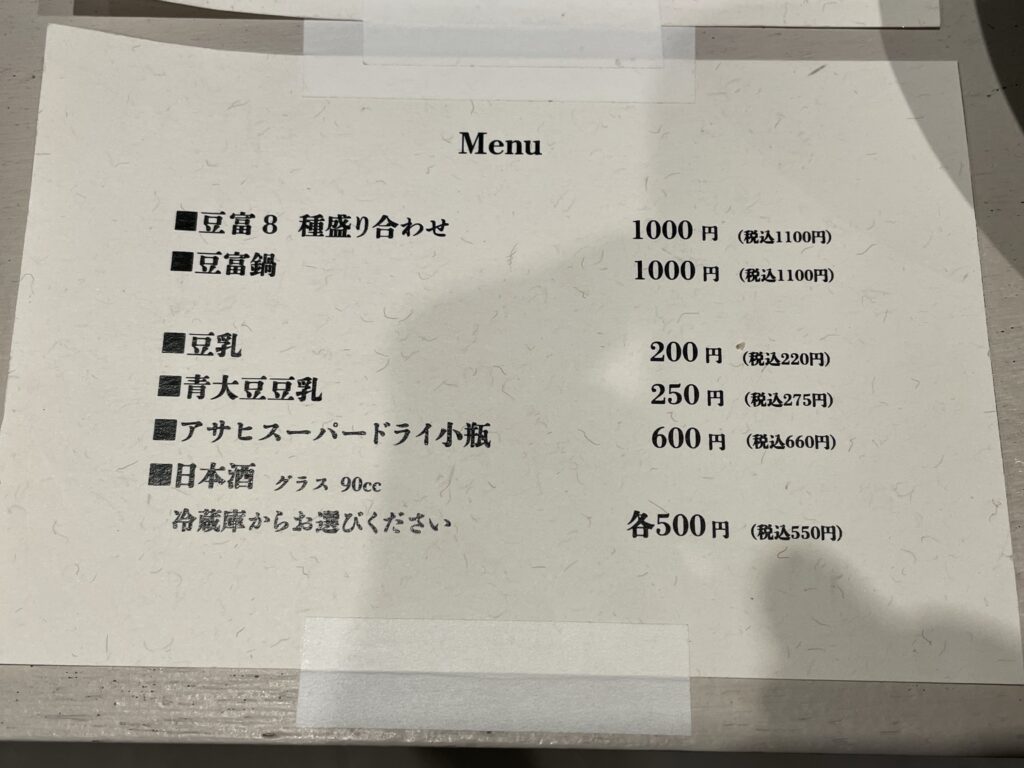 Menu
■豆富8 種盛り合わせ 1000円 (税込1100円)
■豆富鍋 1000円 (税込1100円)
■豆乳 200円 (税込220円)
■青大豆豆乳 250円 (税込275円)
■アサヒスーパードライ小瓶 600円 (税込660円)
■日本酒 グラス 90cc
冷蔵庫からお選びください 各500円 (税込550円)